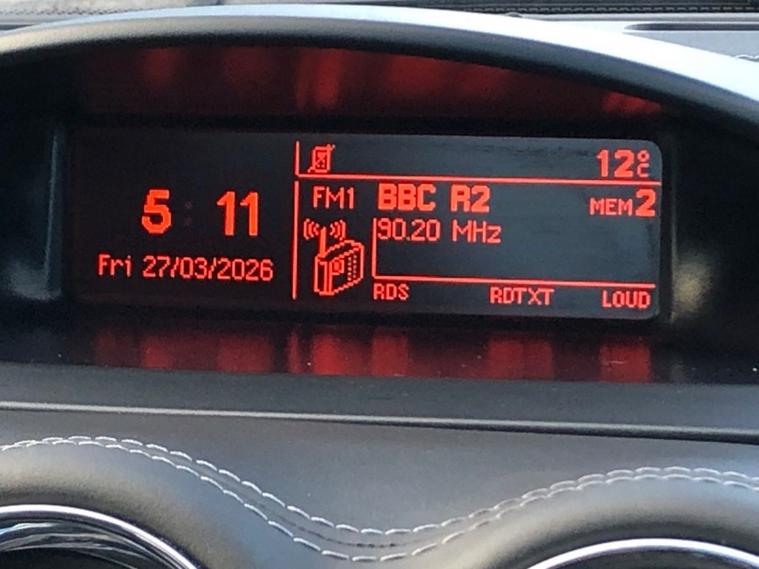 12°C
5:11
FM1 BBC R2 MEM2
90.20 MHz
Fri 27/03/2026
RDS RDTXT LOUD